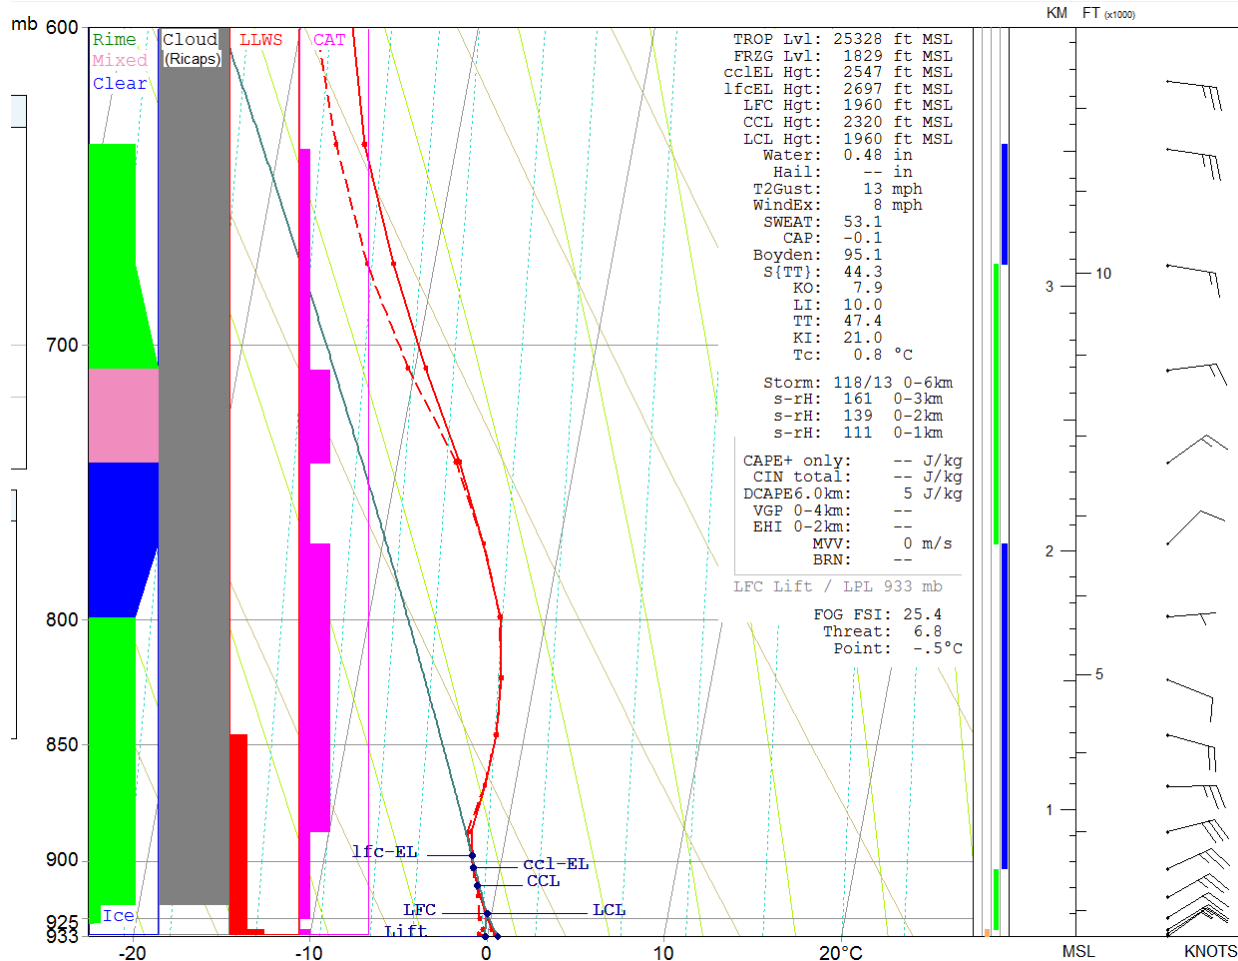 mb
KM FT (x1000)
600
Rime
Mixed
Clear
Cloud
(Ricaps)
LLWS
CAT
TROP Lvl: 25328 ft MSL
FRZG Lvl: 1829 ft MSL
cclEL Hgt: 2547 ft MSL
lfcEL Hgt: 2697 ft MSL
LFC Hgt: 1960 ft MSL
CCL Hgt: 2320 ft MSL
LCL Hgt: 1960 ft MSL
Water: 0.48 in
Hail: -- in
T2Gust: 13 mph
WindEx: 8 mph
SWEAT: 53.1
CAP: -0.1
Boyden: 95.1
S{TT}: 44.3
KO: 7.9
LI: 10.0
TT: 47.4
KI: 21.0
Tc: 0.8 °C
Storm: 118/13 0-6km
s-rH: 161 0-3km
s-rH: 139 0-2km
s-rH: 111 0-1km
CAPE+ only: -- J/kg
CIN total: -- J/kg
DCAPE6.0km: 5 J/kg
VGP 0-4km: --
EHI 0-2km: --
MVV: 0 m/s
BRN: --
LFC Lift / LPL 933 mb
FOG FSI: 25.4
Threat: 6.8
Point: -.5°C
3
10
700
2
800
5
850
1
lfc-EL
ccl-EL
900
CCL
LFC
LCL
Ice
925
Lift
933
-20
-10
0
10
20°C
MSL
KNOTS